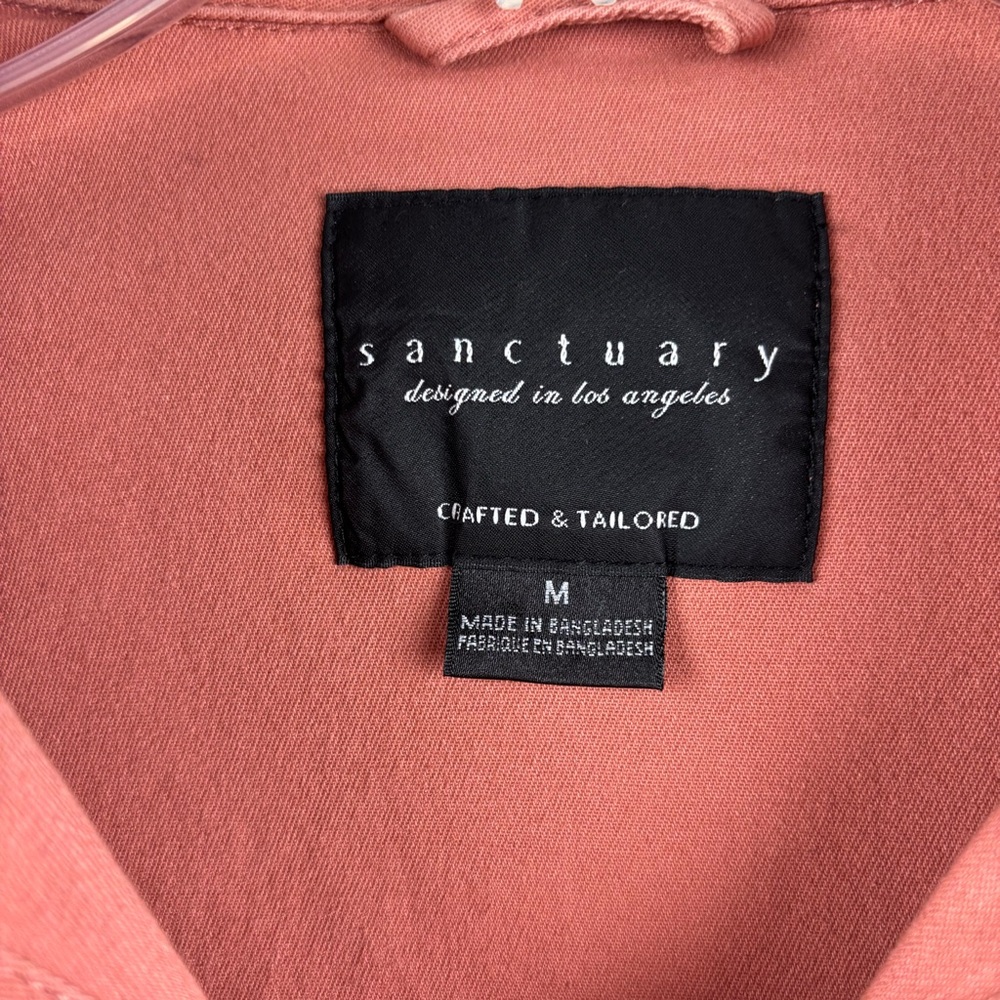 sanctuary
designed in los angeles
CRAFTED & TAILORED
M
MADE IN BANGLADESH
FABRIQUE EN BANGLADESH